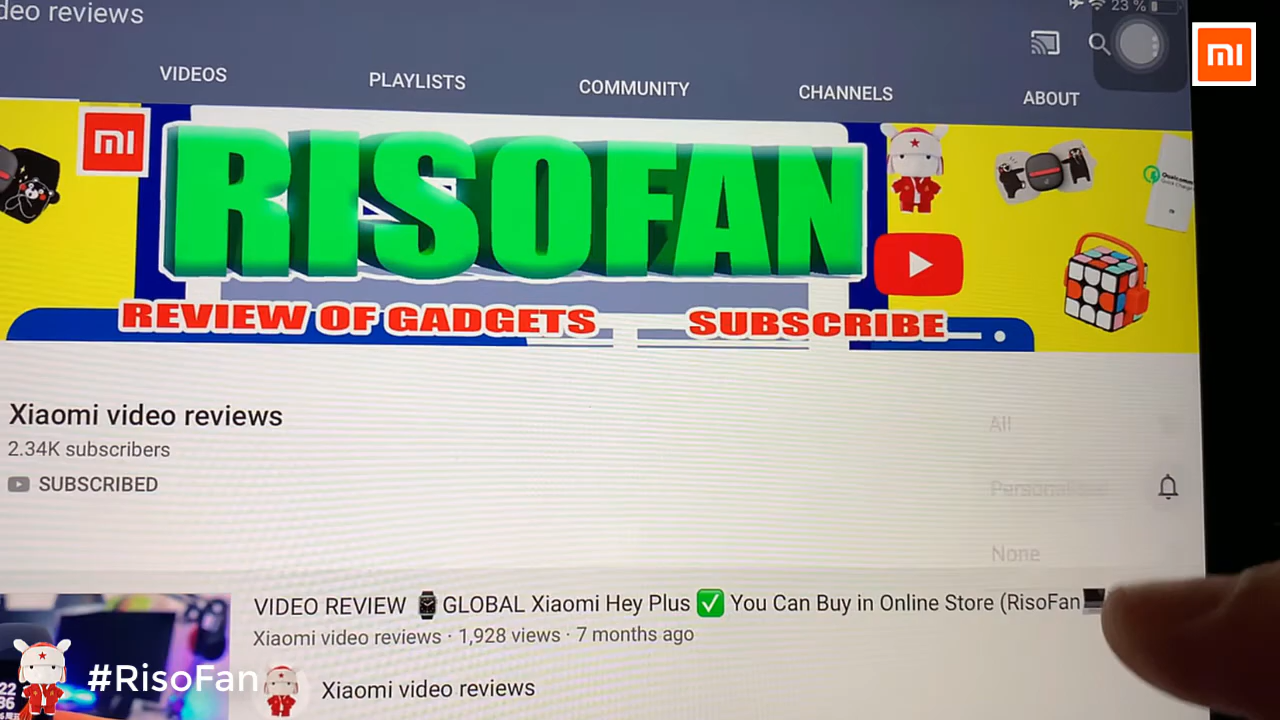 deo reviews
23 %
VIDEOS
PLAYLISTS
COMMUNITY
CHANNELS
ABOUT
RISOFAN
REVIEW OF GADGETS
SUBSCRIBE
Xiaomi video reviews
2.34K subscribers
SUBSCRIBED
All
None
VIDEO REVIEW ⌚GLOBAL Xiaomi Hey Plus ✅ You Can Buy in Online Store (RisoFan
Xiaomi video reviews · 1,928 views · 7 months ago
Xiaomi video reviews
#RisoFan